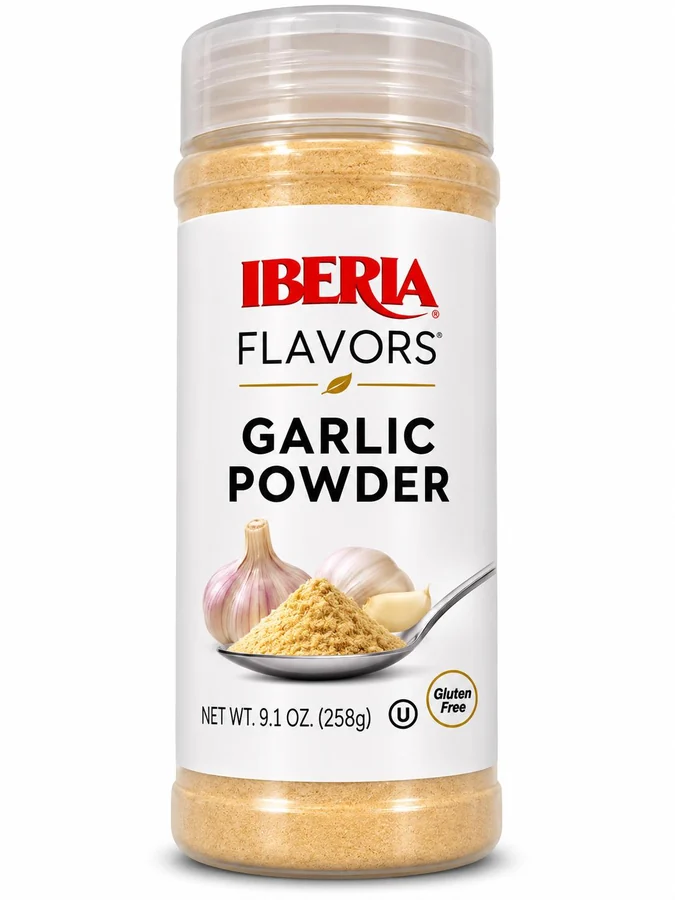 IBERIA®
FLAVORS®
GARLIC
POWDER
NET WT. 9.1 OZ. (258g)
U
Gluten
Free